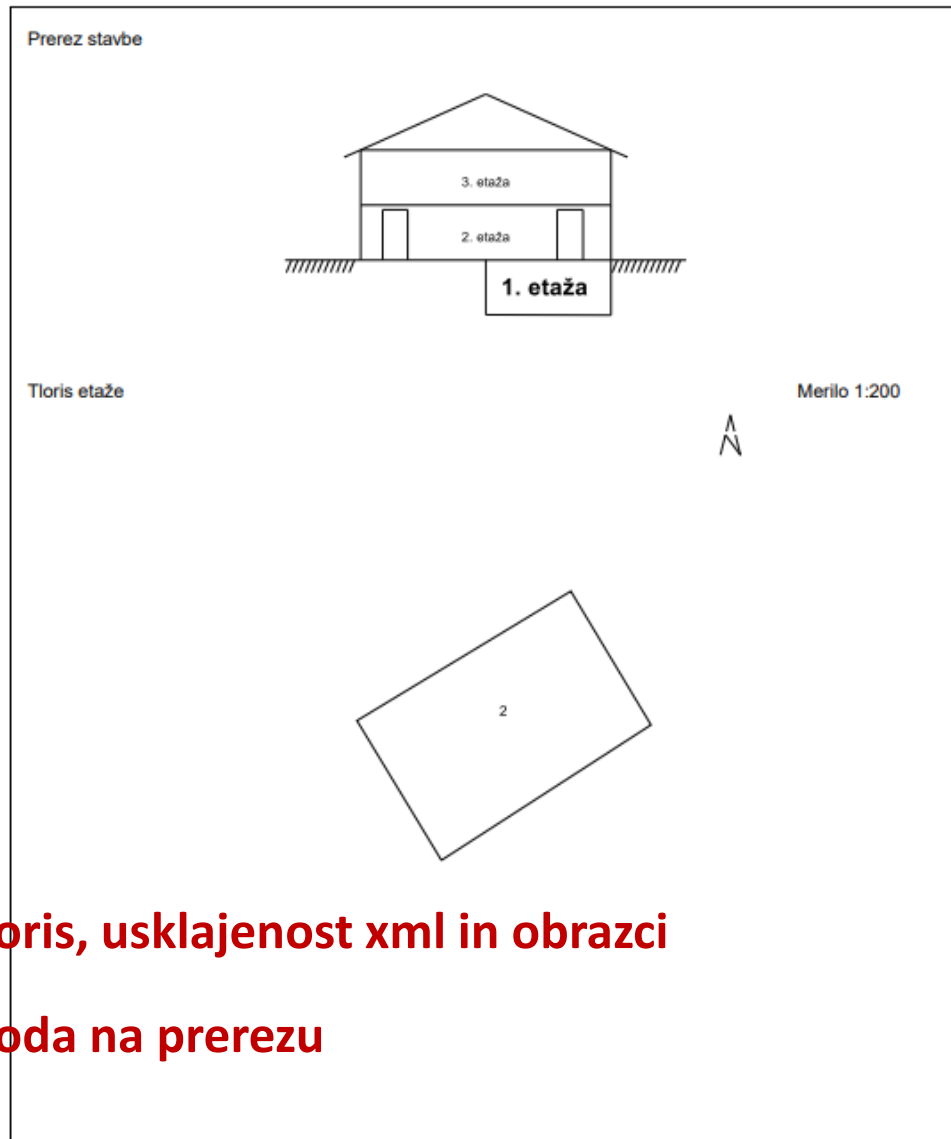 Prerez stavbe
3. etaža
2. etaža
1. etaža
Tloris etaže
Merilo 1:200
N
2
oris, usklajenost xml in obrazci
oda na prerezu